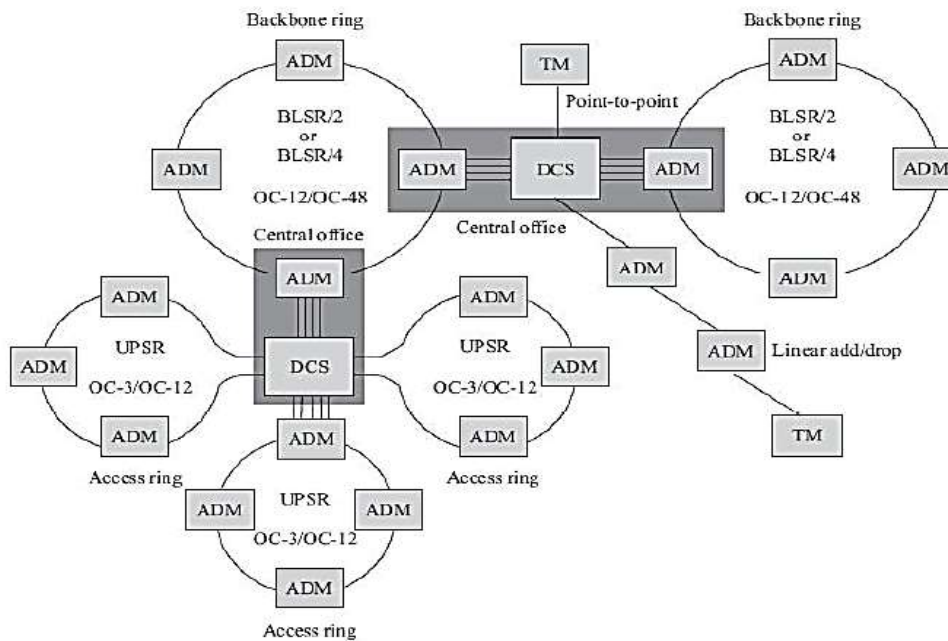 Backbone ring
Backbone ring
ADM
TM
ADM
Point-to-point
BLSR/2
or
BLSR/4
BLSR/2
or
BLSR/4
ADM
ADM
DCS
ADM
ADM
OC-12/OC-48
OC-12/OC-48
Central office
Central office
ADM
ADM
ADM
ADM
ADM
UPSR
UPSR
ADM
DCS
ADM
ADM
Linear add/drop
OC-3/OC-12
OC-3/OC-12
ADM
ADM
ADM
TM
Access ring
Access ring
UPSR
ADM
ADM
OC-3/OC-12
ADM
Access ring